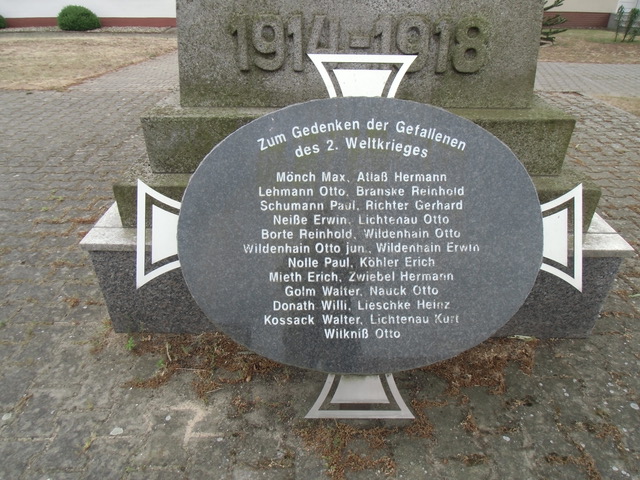 1914-1918
Zum Gedenken der Gefallenen
des 2. Weltkrieges
Mönch Max, Atlaß Hermann
Lehmann Otto, Branske Reinhold
Schumann Paul, Richter Gerhard
Neiße Erwin, Lichtenau Otto
Borte Reinhold, Wildenhain Otto
Wildenhain Otto jun., Wildenhain Erwin
Nolle Paul, Köhler Erich
Mieth Erich, Zwiebel Hermann
Golm Walter, Nauck Otto
Donath Willi, Lieschke Heinz
Kossack Walter, Lichtenau Kurt
Wilkniß Otto